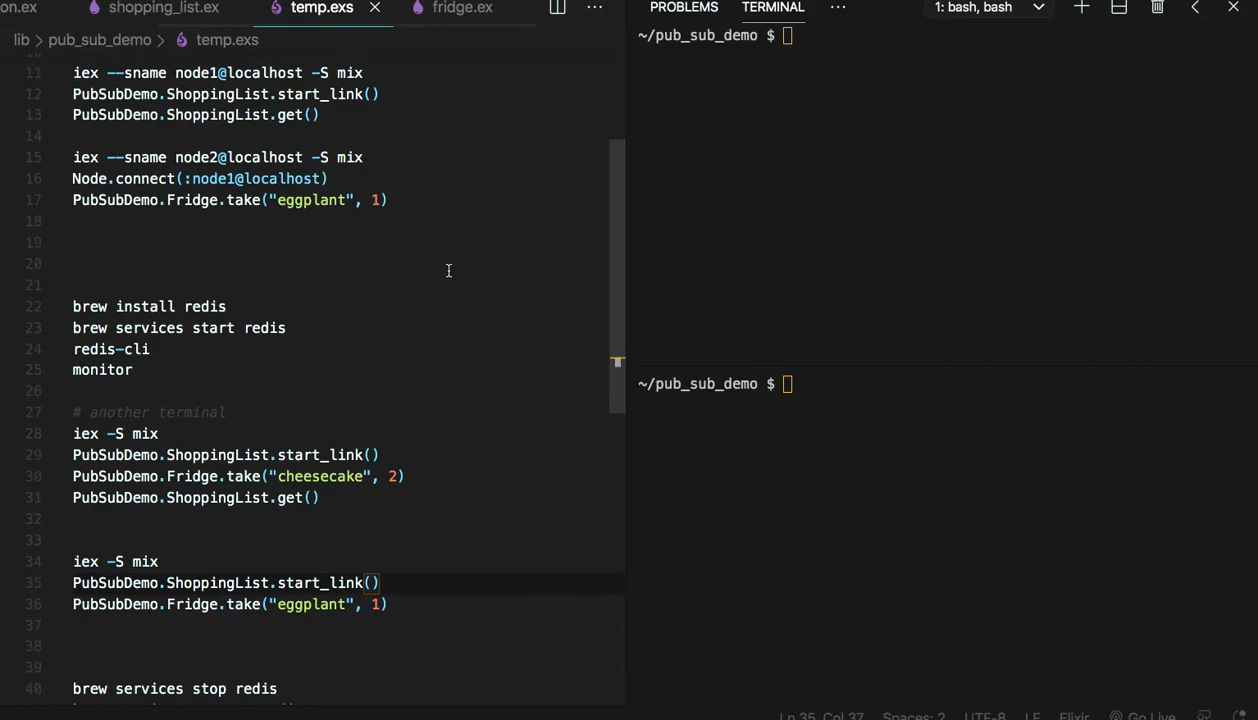 on.ex shopping_list.ex temp.exs fridge.ex
lib pub_sub_demo temp.exs
11 iex --sname node1@localhost -S mix
12 PubSubDemo.ShoppingList.start_link()
13 PubSubDemo.ShoppingList.get()
14
15 iex --sname node2@localhost -S mix
16 Node.connect(:node1@localhost)
17 PubSubDemo.Fridge.take("eggplant", 1)
18
19
20
21
22 brew install redis
23 brew services start redis
24 redis-cli
25 monitor
26
27 # another terminal
28 iex -S mix
29 PubSubDemo.ShoppingList.start_link()
30 PubSubDemo.Fridge.take("cheesecake", 2)
31 PubSubDemo.ShoppingList.get()
32
33
34 iex -S mix
35 PubSubDemo.ShoppingList.start_link()
36 PubSubDemo.Fridge.take("eggplant", 1)
37
38
39
40 brew services stop redis
PROBLEMS TERMINAL 1: bash, bash
~/pub_sub_demo $
~/pub_sub_demo $
Ln 35, Col 37 Spaces: 2 UTF-8 LF Elixir Go Live